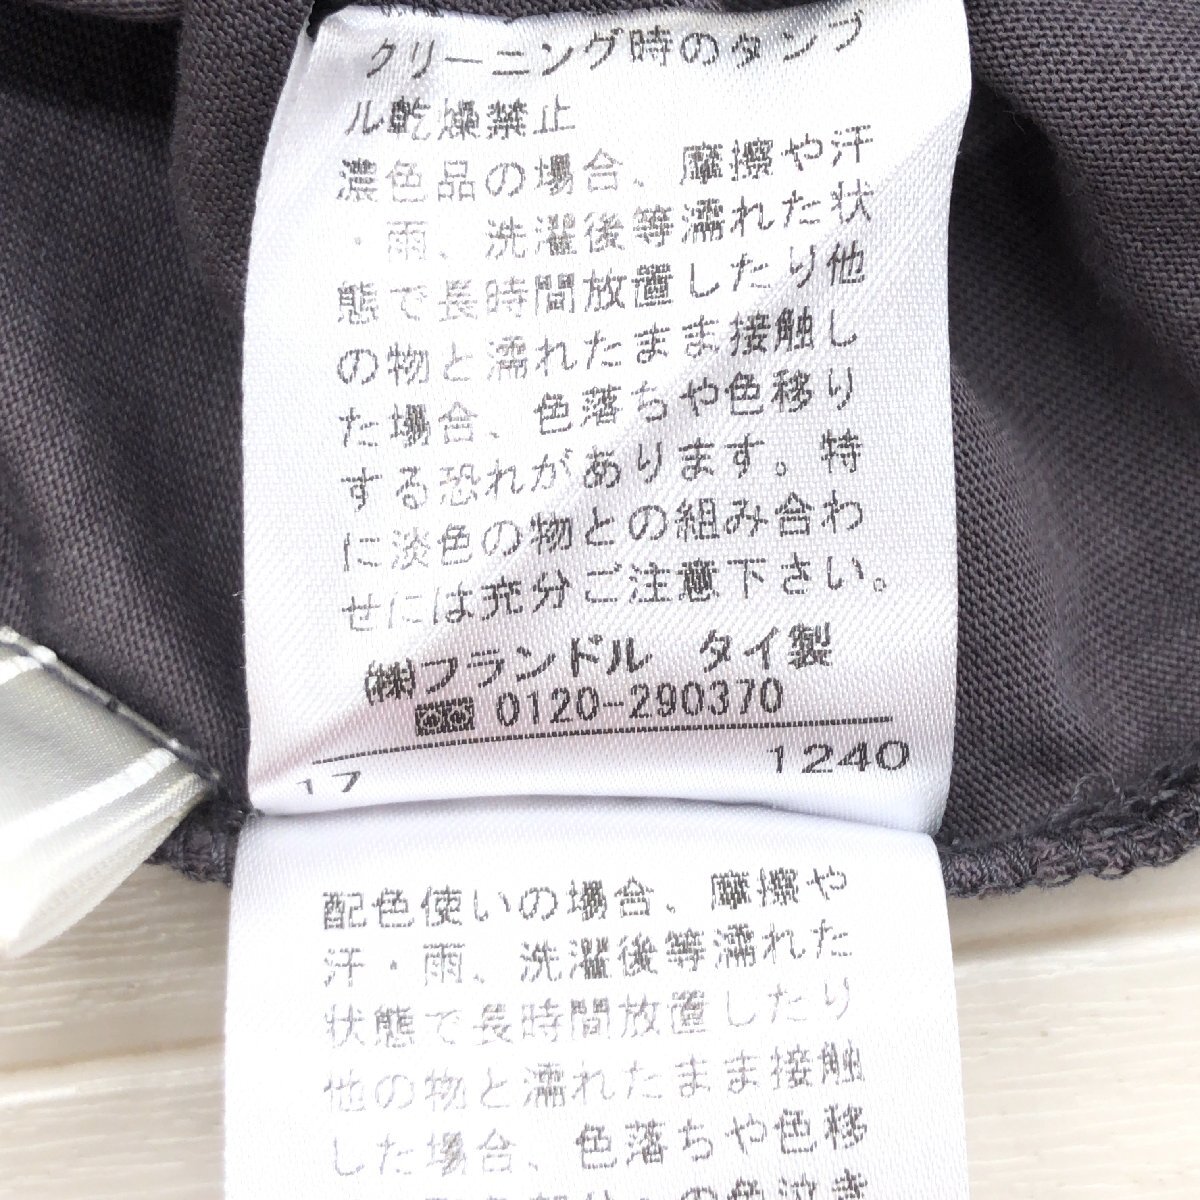 クリーニング時のタンブ
ル乾燥禁止
濃色品の場合、摩擦や汗
・雨、洗濯後等濡れた状
態で長時間放置したり他
の物と濡れたまま接触し
た場合、色落ちや色移り
する恐れがあります。特
に淡色の物との組み合わ
せには充分ご注意下さい。
㈱フランドル タイ製
0120-290370
17 1240
配色使いの場合、摩擦や
汗・雨、洗濯後等濡れた
状態で長時間放置したり
他の物と濡れたまま接触
した場合、色落ちや色移
の色泣き